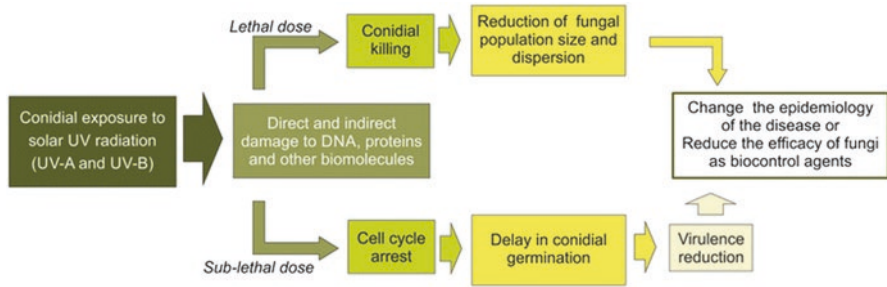 Lethal dose
Conidial
killing
Reduction of fungal
population size and
dispersion
Conidial exposure to
solar UV radiation
(UV-A and UV-B)
Direct and indirect
damage to DNA, proteins
and other biomolecules
Change the epidemiology
of the disease or
Reduce the efficacy of fungi
as biocontrol agents
Sub-lethal dose
Cell cycle
arrest
Delay in conidial
germination
Virulence
reduction